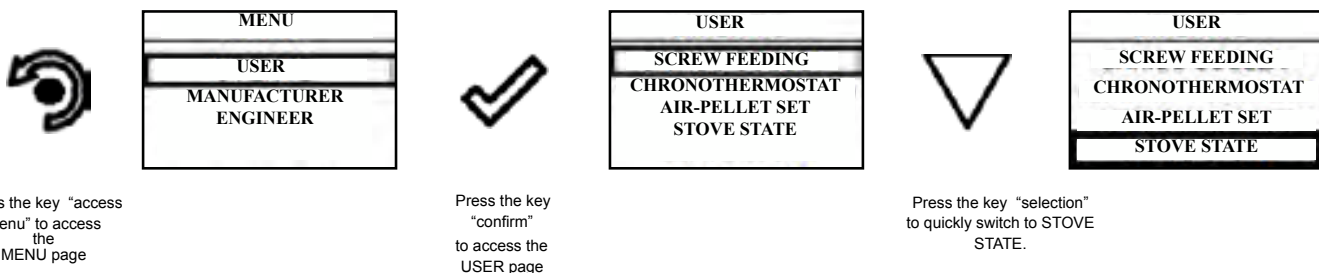 MENU
USER
MANUFACTURER
ENGINEER
USER
SCREW FEEDING
CHRONOTHERMOSTAT
AIR-PELLET SET
STOVE STATE
USER
SCREW FEEDING
CHRONOTHERMOSTAT
AIR-PELLET SET
STOVE STATE
s the key “access
enu” to access
the
MENU page
Press the key
“confirm”
to access the
USER page
Press the key “selection”
to quickly switch to STOVE
STATE.